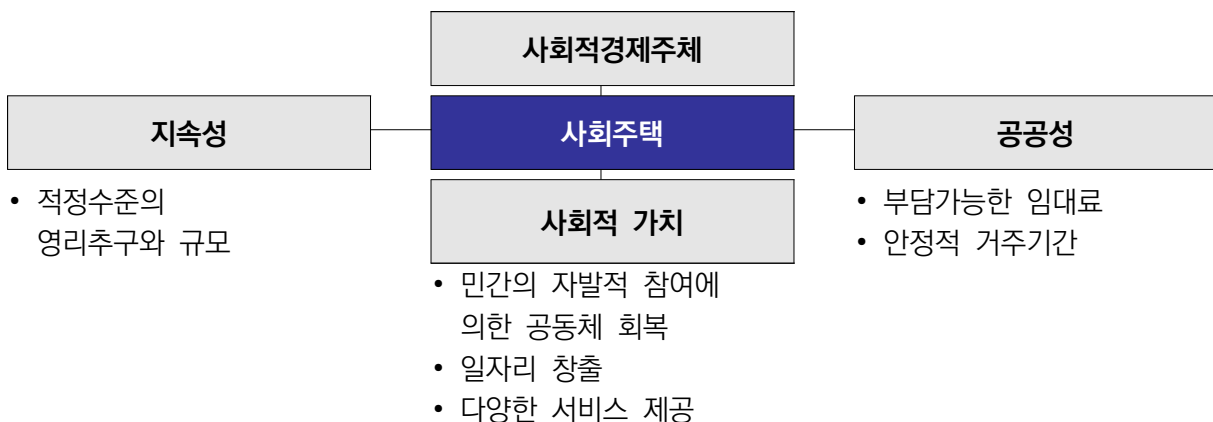 사회적경제주체
지속성
사회주택
공공성
• 적정수준의
영리추구와 규모
사회적 가치
• 민간의 자발적 참여에
의한 공동체 회복
• 일자리 창출
• 다양한 서비스 제공
• 부담가능한 임대료
• 안정적 거주기간